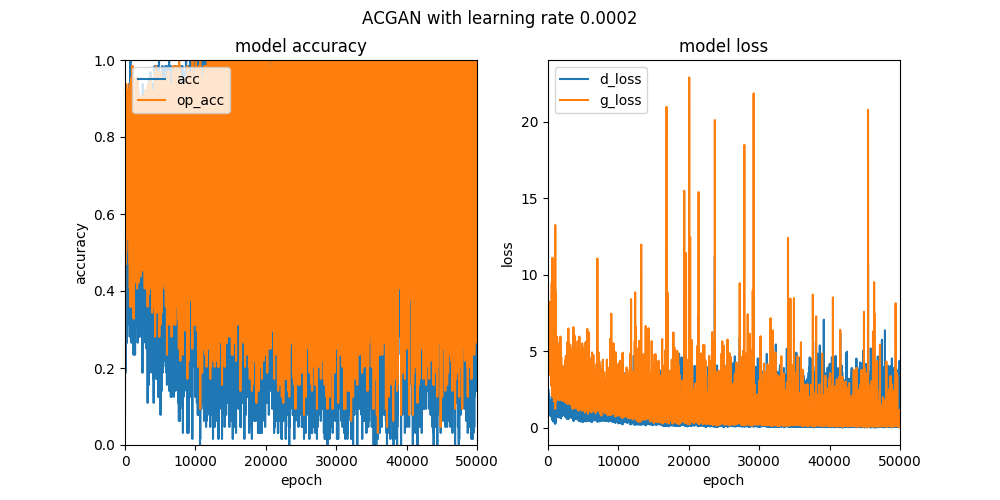 ACGAN with learning rate 0.0002
model accuracy
acc
op_acc
accuracy
1.0
0.8
0.6
0.4
0.2
0.0
0
10000
20000
30000
40000
50000
epoch
model loss
d_loss
g_loss
loss
20
15
10
5
0
0
10000
20000
30000
40000
50000
epoch